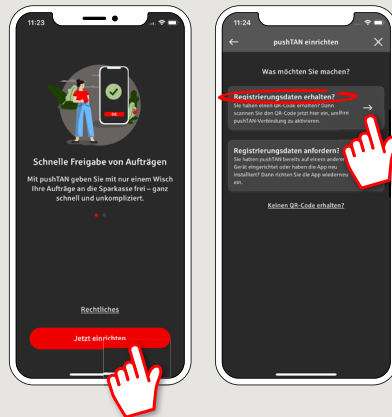 11:23
Schnelle Freigabe von Aufträgen
Mit pushTAN geben Sie mit nur einem Wisch
Ihre Aufträge an die Sparkasse frei – ganz
schnell und unkompliziert.
Rechtliches
Jetzt einrichten
11:24
pushTAN einrichten
Was möchten Sie machen?
Registrierungsdaten erhalten?
Sie haben einen QR-Code erhalten? Dann
scannen Sie den QR-Code jetzt hier ein, um Ihre
pushTAN-Verbindung zu aktivieren.
Registrierungsdaten anfordern?
Sie hatten pushTAN bereits auf einem anderen
Gerät eingerichtet oder haben die App neu
installiert? Dann richten Sie die App wieder neu
ein.
Keinen QR-Code erhalten?